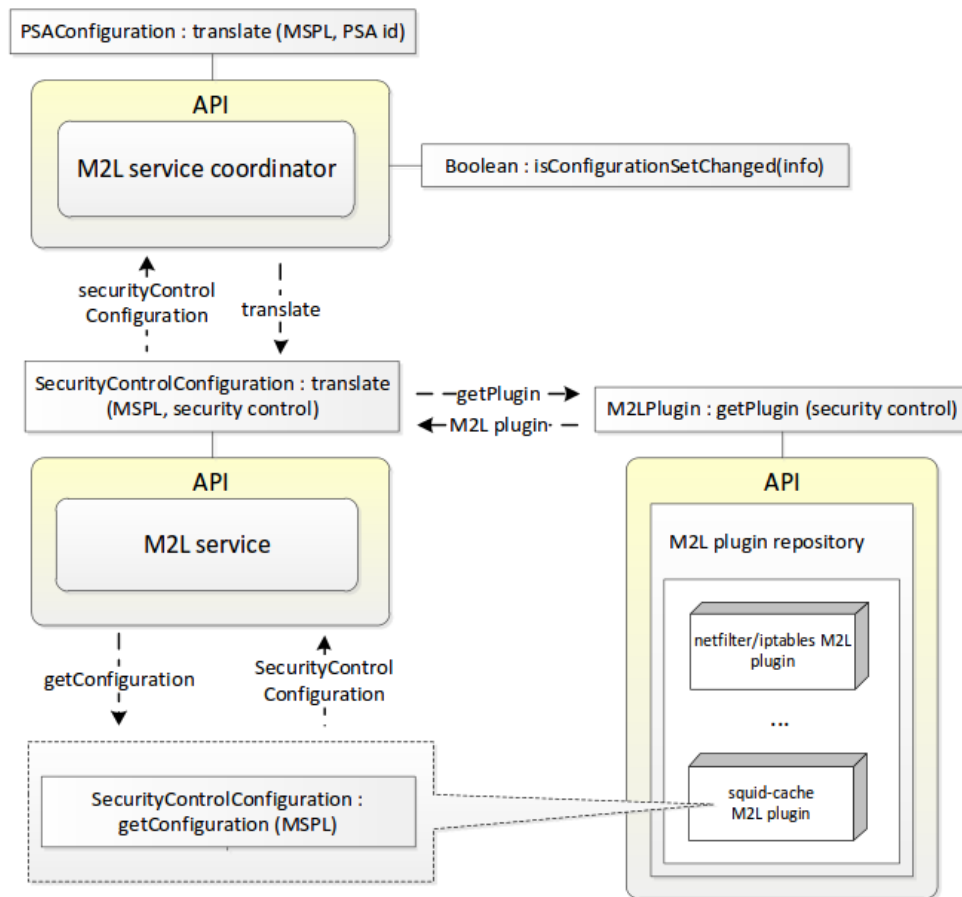 PSAConfiguration : translate (MSPL, PSA id)
API
M2L service coordinator
Boolean : isConfigurationSetChanged(info)
securityControl
Configuration
translate
SecurityControlConfiguration : translate
(MSPL, security control)
getPlugin
M2L plugin
M2LPlugin : getPlugin (security control)
API
M2L service
API
M2L plugin repository
netfilter/iptables M2L
plugin
...
squid-cache
M2L plugin
getConfiguration
SecurityControl
Configuration
SecurityControlConfiguration :
getConfiguration (MSPL)